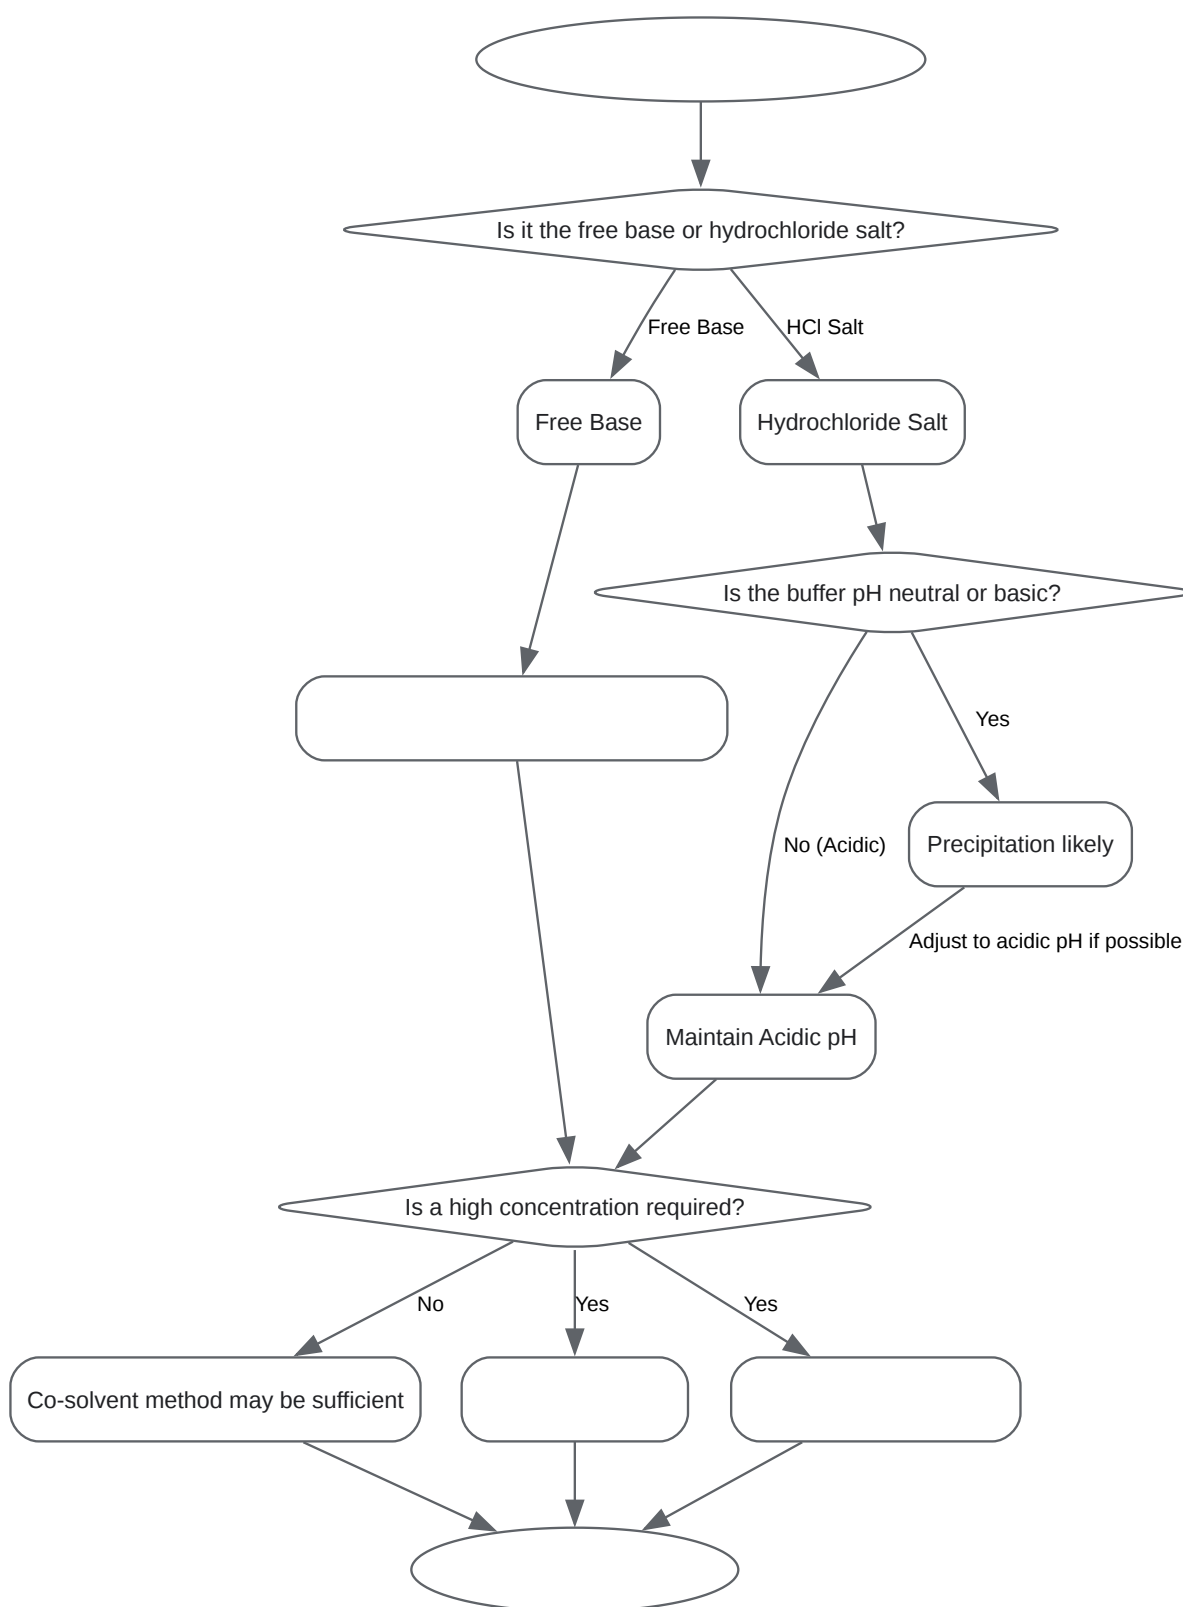 Is it the free base or hydrochloride salt?
Free Base
HCl Salt
Free Base
Hydrochloride Salt
Is the buffer pH neutral or basic?
Yes
No (Acidic)
Precipitation likely
Adjust to acidic pH if possible
Maintain Acidic pH
Is a high concentration required?
No
Yes
Yes
Co-solvent method may be sufficient